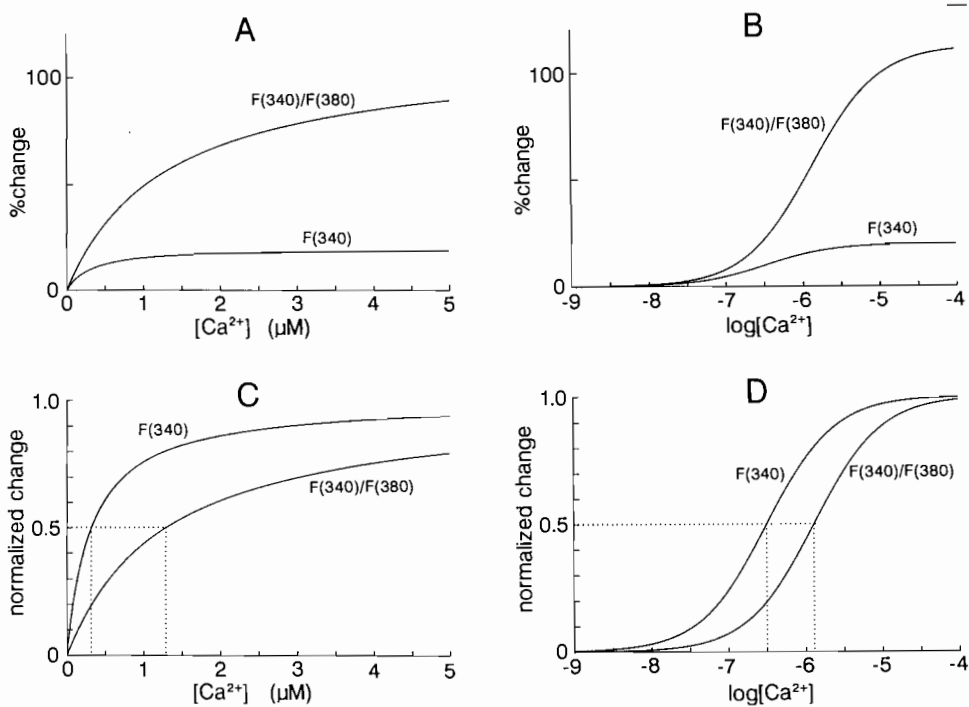 A
%change
100
0
F(340)/F(380)
F(340)
0 1 2 3 4 5
[Ca²⁺] (µM)
B
%change
100
0
F(340)/F(380)
F(340)
-9 -8 -7 -6 -5 -4
log[Ca²⁺]
C
normalized change
1.0
0.5
0
F(340)
F(340)/F(380)
0 1 2 3 4 5
[Ca²⁺] (µM)
D
normalized change
1.0
0.5
0
F(340)
F(340)/F(380)
-9 -8 -7 -6 -5 -4
log[Ca²⁺]